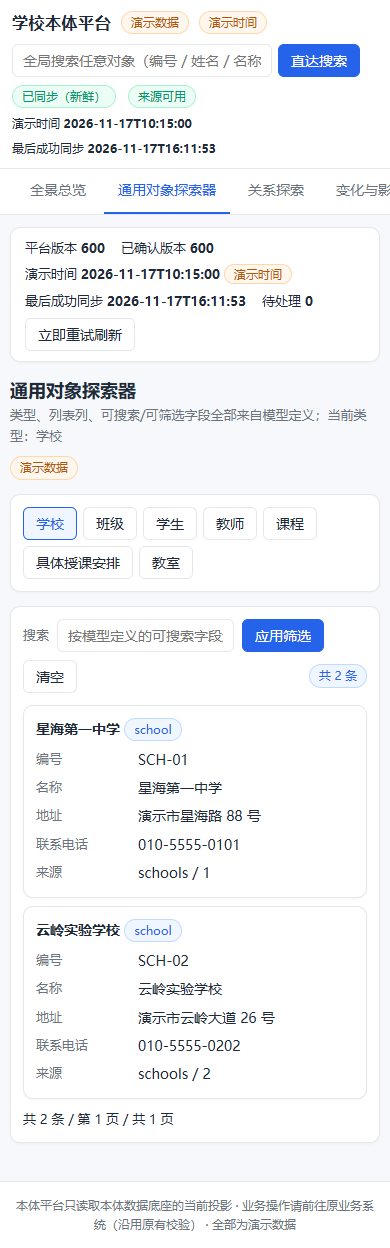 学校本体平台 演示数据 演示时间
全局搜索任意对象（编号 / 姓名 / 名称 直达搜索
已同步（新鲜） 来源可用
演示时间 2026-11-17T10:15:00
最后成功同步 2026-11-17T16:11:53
全景总览 通用对象探索器 关系探索 变化与影
平台版本 600 已确认版本 600
演示时间 2026-11-17T10:15:00 演示时间
最后成功同步 2026-11-17T16:11:53 待处理 0
立即重试刷新
通用对象探索器
类型、列表列、可搜索/可筛选字段全部来自模型定义；当前类
型：学校
演示数据
学校 班级 学生 教师 课程
具体授课安排 教室
搜索 按模型定义的可搜索字段 应用筛选
清空 共 2 条
星海第一中学 school
编号 SCH-01
名称 星海第一中学
地址 演示市星海路 88 号
联系电话 010-5555-0101
来源 schools / 1
云岭实验学校 school
编号 SCH-02
名称 云岭实验学校
地址 演示市云岭大道 26 号
联系电话 010-5555-0202
来源 schools / 2
共 2 条 / 第 1 页 / 共 1 页
本体平台只读取本体数据底座的当前投影 · 业务操作请前往原业务系
统（沿用原有校验） · 全部为演示数据